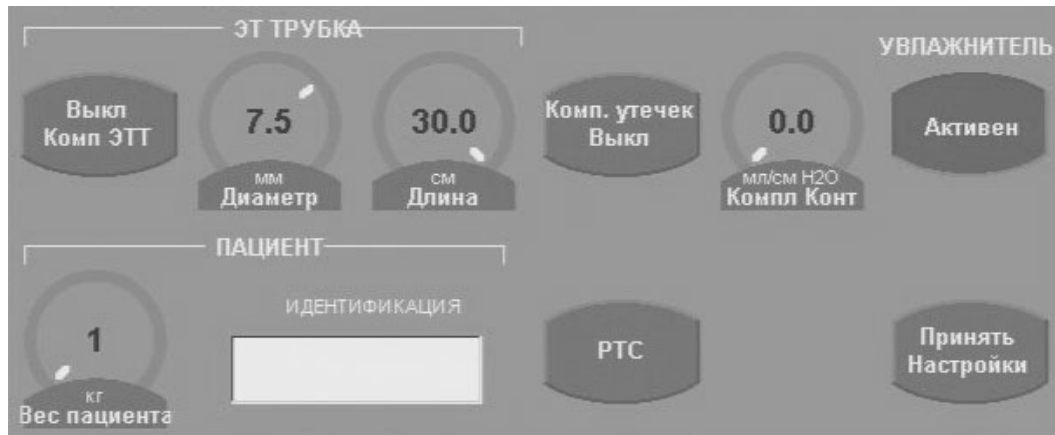 ЭТ ТРУБКА
УВЛАЖНИТЕЛЬ
Выкл
Комп ЭТТ
7.5
мм
Диаметр
30.0
см
Длина
Комп. утечек
Выкл
0.0
мл/см H2O
Компл Конт
Активен
ПАЦИЕНТ
1
кг
Вес пациента
ИДЕНТИФИКАЦИЯ
РТС
Принять
Настройки